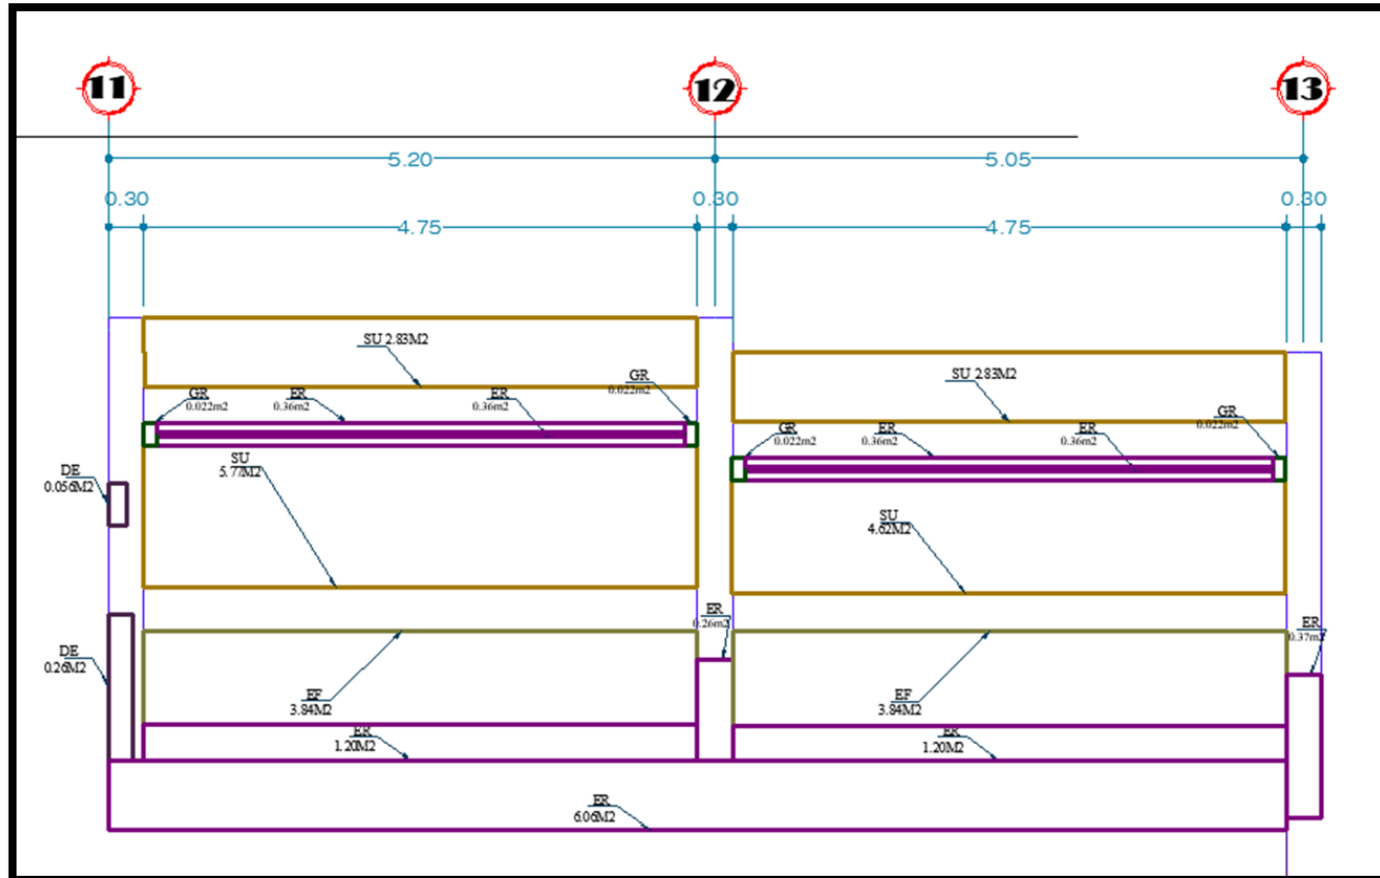 11 12 13
5.20 5.05
0.30 0.30 0.30
4.75 4.75
SU 2.83M2
SU 2.83M2
GR
0.022m2
ER
0.36m2
ER
0.36m2
GR
0.022m2
GR
0.022m2
ER
0.36m2
ER
0.36m2
GR
0.022m2
DE
0.056M2
SU
5.77M2
SU
4.62M2
DE
0.26M2
ER
0.26m2
ER
0.37m2
EF
3.84M2
EF
3.84M2
ER
1.20M2
ER
1.20M2
ER
6.06M2